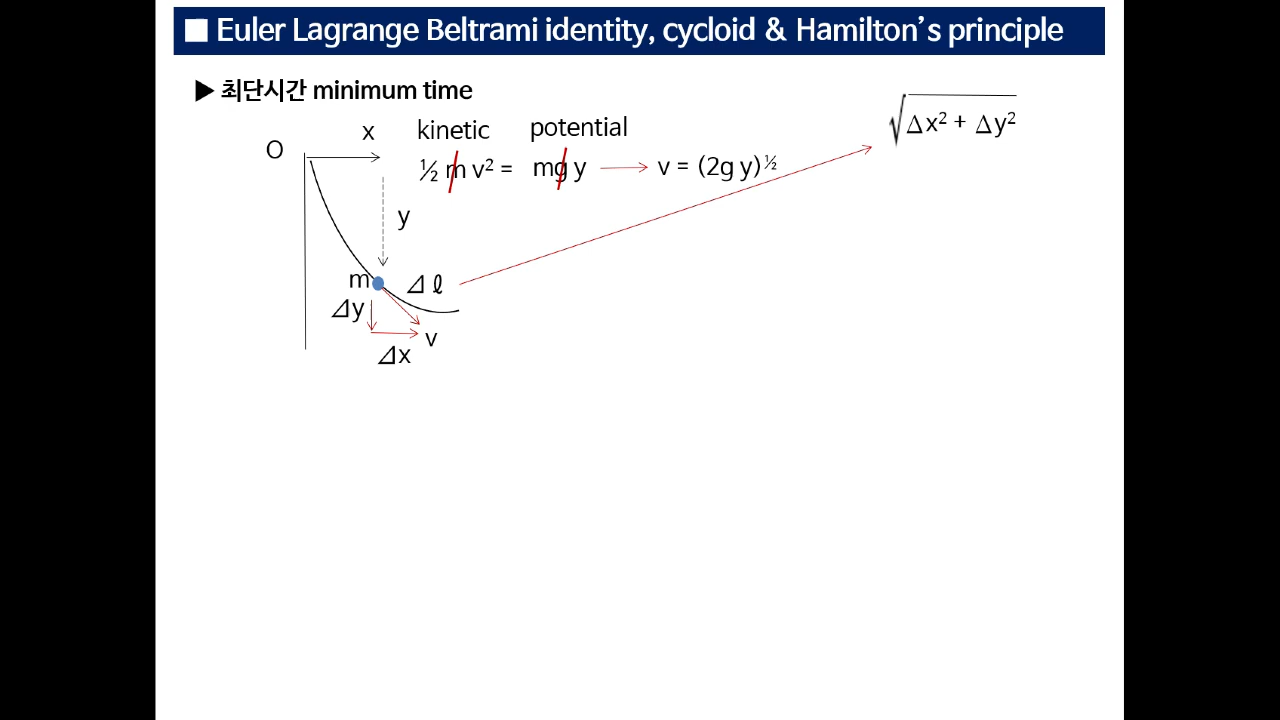 ■ Euler Lagrange Beltrami identity, cycloid & Hamilton's principle
▶ 최단시간 minimum time
√Δx² + Δy²
x kinetic potential
O
½ m v² = mg y → v = (2g y)^½
y
m Δ ℓ
Δy
v
Δx